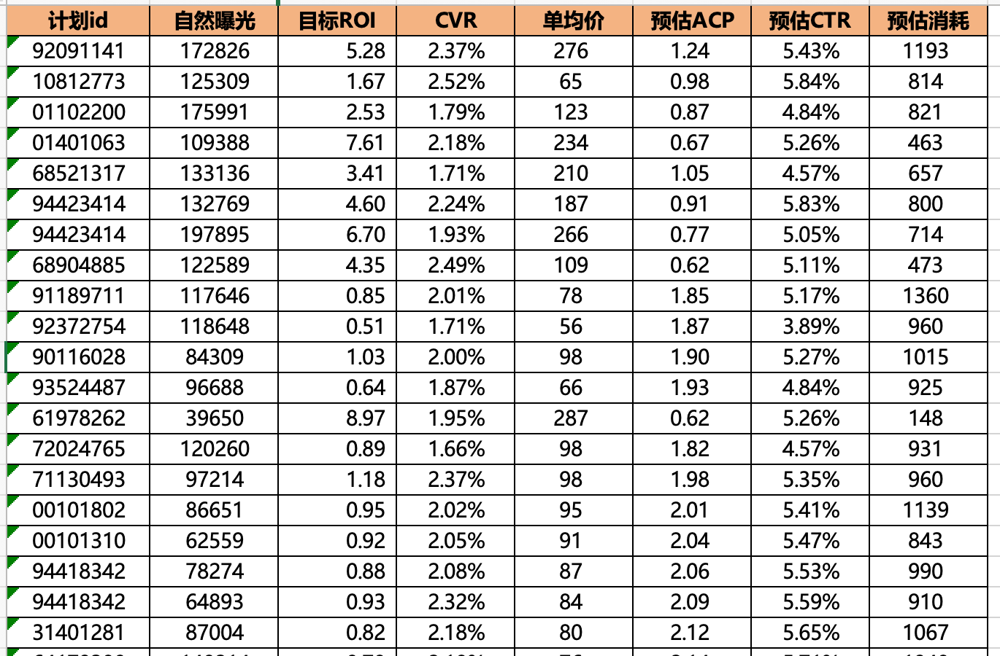 计划id 自然曝光 目标ROI CVR 单均价 预估ACP 预估CTR 预估消耗
92091141 172826 5.28 2.37% 276 1.24 5.43% 1193
10812773 125309 1.67 2.52% 65 0.98 5.84% 814
01102200 175991 2.53 1.79% 123 0.87 4.84% 821
01401063 109388 7.61 2.18% 234 0.67 5.26% 463
68521317 133136 3.41 1.71% 210 1.05 4.57% 657
94423414 132769 4.60 2.24% 187 0.91 5.83% 800
94423414 197895 6.70 1.93% 266 0.77 5.05% 714
68904885 122589 4.35 2.49% 109 0.62 5.11% 473
91189711 117646 0.85 2.01% 78 1.85 5.17% 1360
92372754 118648 0.51 1.71% 56 1.87 3.89% 960
90116028 84309 1.03 2.00% 98 1.90 5.27% 1015
93524487 96688 0.64 1.87% 66 1.93 4.84% 925
61978262 39650 8.97 1.95% 287 0.62 5.26% 148
72024765 120260 0.89 1.66% 98 1.82 4.57% 931
71130493 97214 1.18 2.37% 98 1.98 5.35% 960
00101802 86651 0.95 2.02% 95 2.01 5.41% 1139
00101310 62559 0.92 2.05% 91 2.04 5.47% 843
94418342 78274 0.88 2.08% 87 2.06 5.53% 990
94418342 64893 0.93 2.32% 84 2.09 5.59% 910
31401281 87004 0.82 2.18% 80 2.12 5.65% 1067